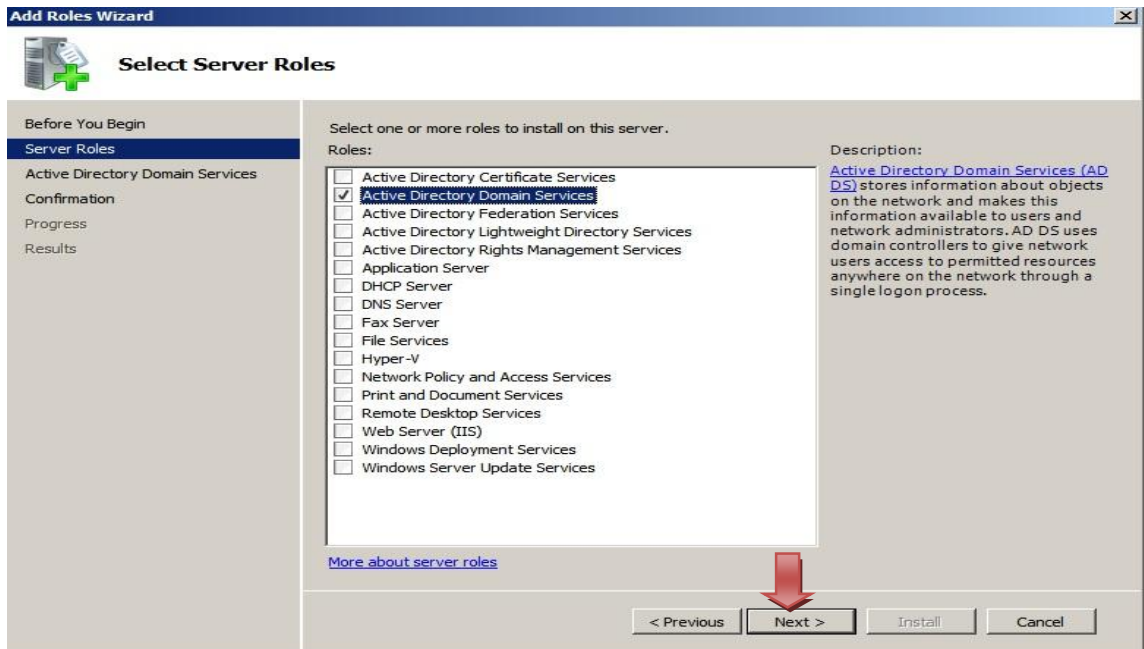 Add Roles Wizard
Select Server Roles
Before You Begin
Server Roles
Active Directory Domain Services
Confirmation
Progress
Results
Select one or more roles to install on this server.
Roles:
Active Directory Certificate Services
Active Directory Domain Services
Active Directory Federation Services
Active Directory Lightweight Directory Services
Active Directory Rights Management Services
Application Server
DHCP Server
DNS Server
Fax Server
File Services
Hyper-V
Network Policy and Access Services
Print and Document Services
Remote Desktop Services
Web Server (IIS)
Windows Deployment Services
Windows Server Update Services
More about server roles
Description:
Active Directory Domain Services (AD
DS) stores information about objects
on the network and makes this
information available to users and
network administrators. AD DS uses
domain controllers to give network
users access to permitted resources
anywhere on the network through a
single logon process.
< Previous
Next >
Install
Cancel